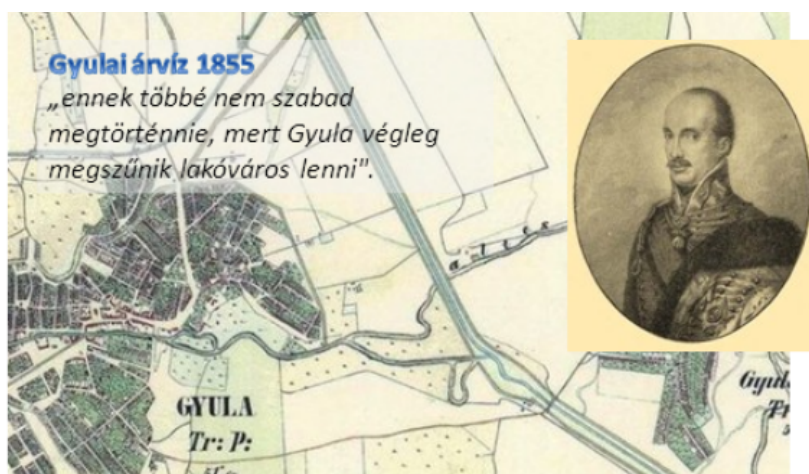 Gyulai árvíz 1855
„ennek többé nem szabad
megtörténnie, mert Gyula végleg
megszűnik lakóváros lenni".
GYULA
Tr: P: